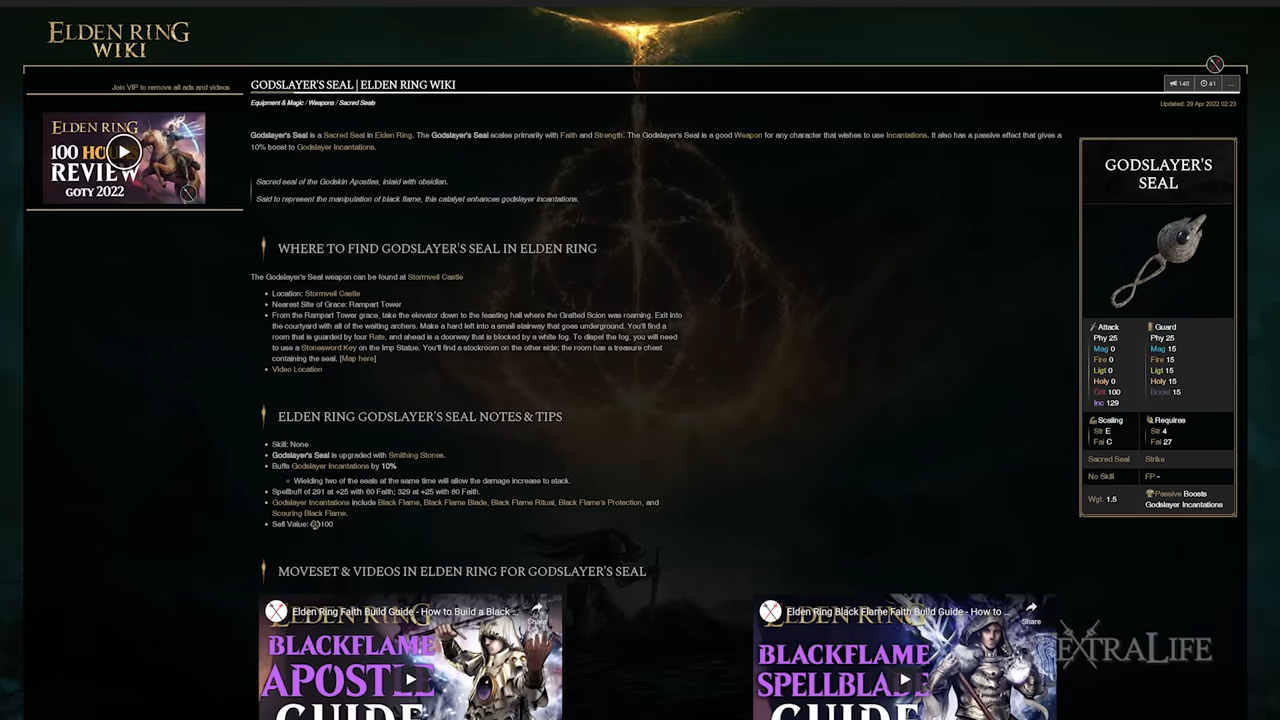 ELDEN RING
WIKI
Join VIP to remove all ads and videos
ELDEN RING
100 HO
REVIEW
GOTY 2022
GODSLAYER'S SEAL | ELDEN RING WIKI
148
41
...
Equipment & Magic / Weapons / Sacred Seals
Updated: 29 Apr 2022 02:23
Godslayer's Seal is a Sacred Seal in Elden Ring. The Godslayer's Seal scales primarily with Faith and Strength. The Godslayer's Seal is a good Weapon for any character that wishes to use Incantations. It also has a passive effect that gives a
10% boost to Godslayer Incantations.
Sacred seal of the Godskin Apostles, inlaid with obsidian.
Said to represent the manipulation of black flame, this catalyst enhances godslayer incantations.
WHERE TO FIND GODSLAYER'S SEAL IN ELDEN RING
The Godslayer's Seal weapon can be found at Stormveil Castle
• Location: Stormveil Castle
• Nearest Site of Grace: Rampart Tower
• From the Rampart Tower grace, take the elevator down to the feasting hall where the Grafted Scion was roaming. Exit into
the courtyard with all of the waiting archers. Make a hard left into a small stairway that goes underground. You'll find a
room that is guarded by four Rats, and ahead is a doorway that is blocked by a white fog. To dispel the fog, you will need
to use a Stonesword Key on the Imp Statue. You'll find a stockroom on the other side; the room has a treasure chest
containing the seal. [Map here]
• Video Location
ELDEN RING GODSLAYER'S SEAL NOTES & TIPS
• Skill: None
• Godslayer's Seal is upgraded with Smithing Stones.
• Buffs Godslayer Incantations by 10%
Wielding two of the seals at the same time will allow the damage increase to stack.
• Spellbuff of 291 at +25 with 60 Faith; 329 at +25 with 80 Faith.
• Godslayer Incantations include Black Flame, Black Flame Blade, Black Flame Ritual, Black Flame's Protection, and
Scouring Black Flame.
• Sell Value: 100
MOVESET & VIDEOS IN ELDEN RING FOR GODSLAYER'S SEAL
Elden Ring Faith Build Guide - How to Build a Black ...
Share
BLACKFLAME
APOSTLE
GUIDE
Elden Ring Black Flame Faith Build Guide - How to ...
Share
BLACKFLAME
SPELLBLADE
GUIDE
GODSLAYER'S
SEAL
Attack Guard
Phy 25 Phy 25
Mag 0 Mag 15
Fire 0 Fire 15
Ligt 0 Ligt 15
Holy 0 Holy 15
Crit 100 Boost 15
Inc 129
Scaling Requires
Str E Str 4
Fai C Fai 27
Sacred Seal Strike
No Skill FP -
Wgt. 1.5 Passive Boosts
Godslayer Incantations
EXTRALIFE